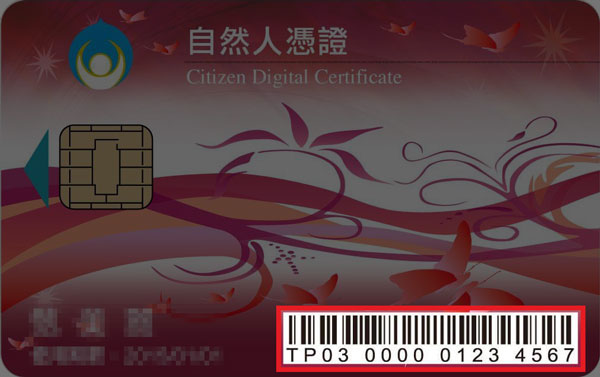 自然人憑證
Citizen Digital Certificate
TP03 0000 0123 4567